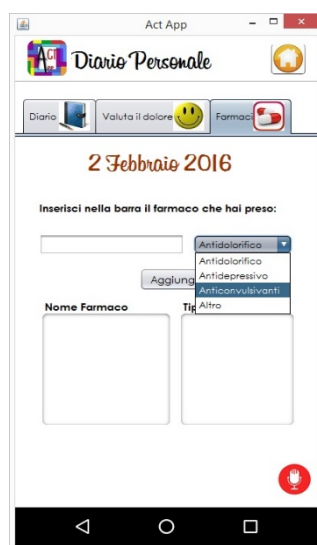 Act App
Act App Diario Personale
Diario Valuta il dolore Farmaci
2 Febbraio 2016
Inserisci nella barra il farmaco che hai preso:
Antidolorifico
Antidolorifico
Antidepressivo
Aggiung Anticonvulsivanti
Altro
Nome Farmaco